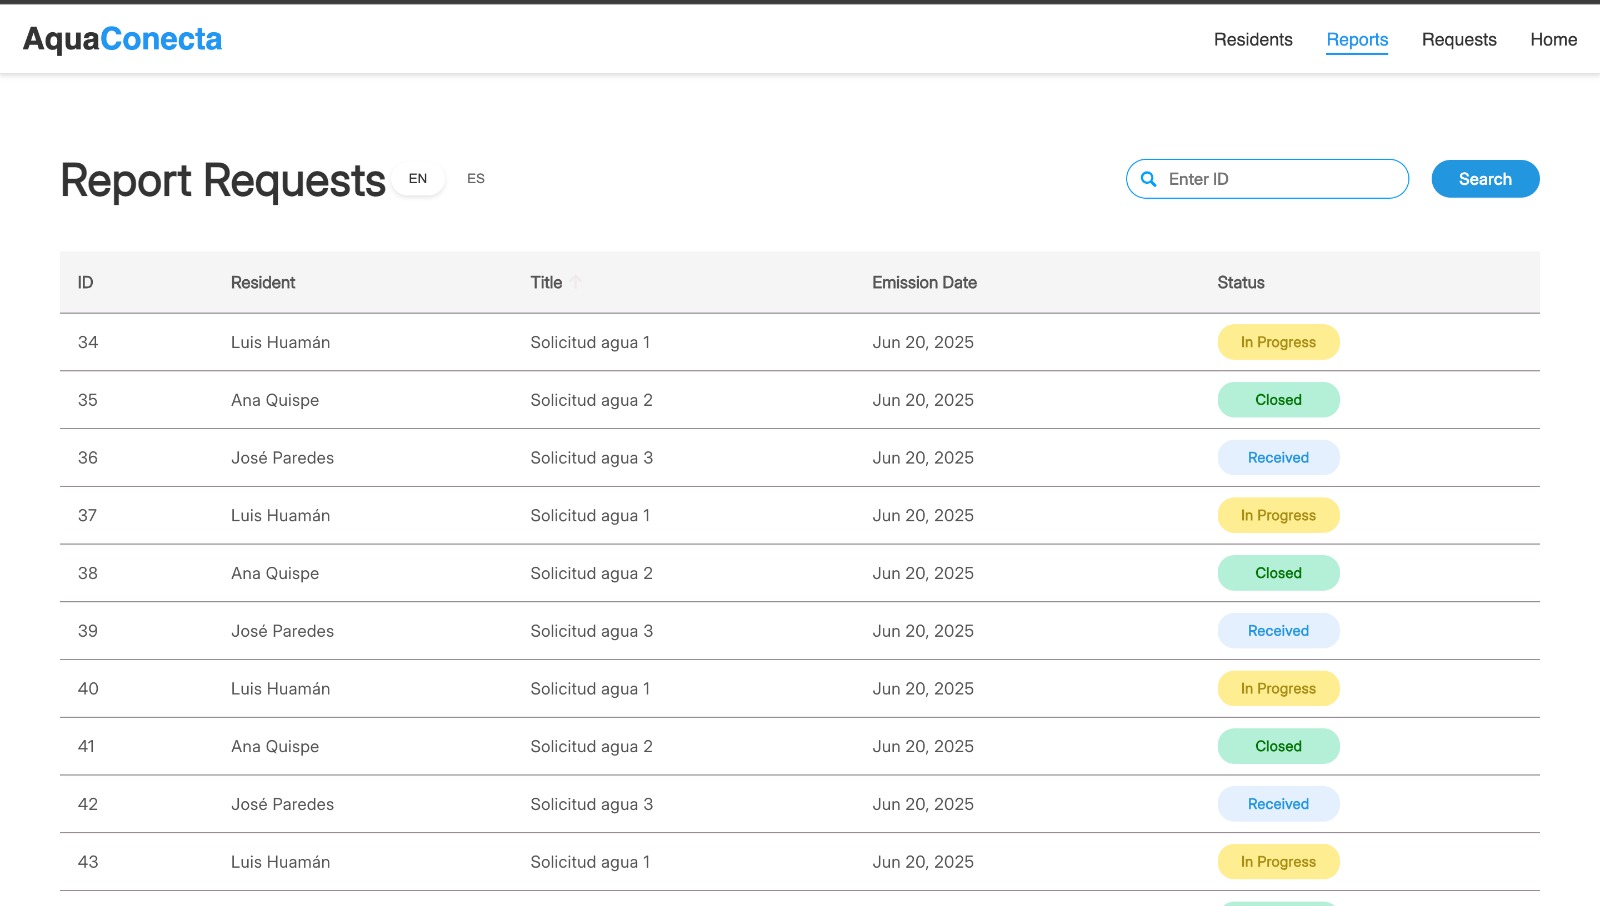 AquaConecta Residents Reports Requests Home
Report Requests EN ES Enter ID Search
ID Resident Title Emission Date Status
34 Luis Huamán Solicitud agua 1 Jun 20, 2025 In Progress
35 Ana Quispe Solicitud agua 2 Jun 20, 2025 Closed
36 José Paredes Solicitud agua 3 Jun 20, 2025 Received
37 Luis Huamán Solicitud agua 1 Jun 20, 2025 In Progress
38 Ana Quispe Solicitud agua 2 Jun 20, 2025 Closed
39 José Paredes Solicitud agua 3 Jun 20, 2025 Received
40 Luis Huamán Solicitud agua 1 Jun 20, 2025 In Progress
41 Ana Quispe Solicitud agua 2 Jun 20, 2025 Closed
42 José Paredes Solicitud agua 3 Jun 20, 2025 Received
43 Luis Huamán Solicitud agua 1 Jun 20, 2025 In Progress